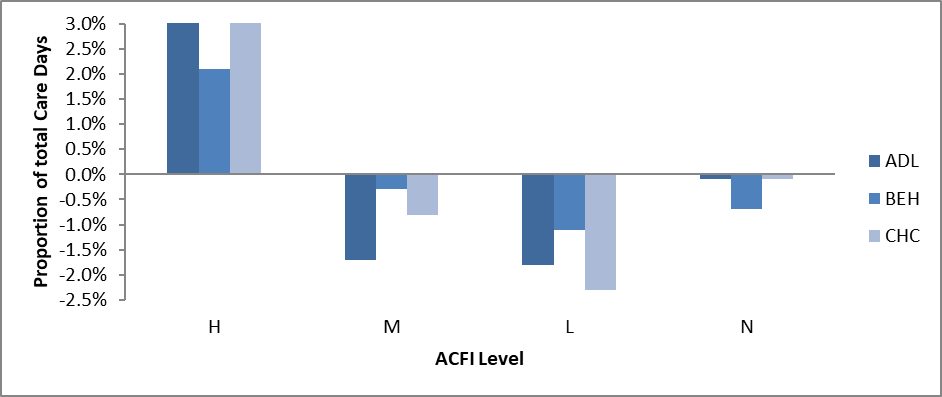 Proportion of total Care Days
3.0%
2.5%
2.0%
1.5%
1.0%
0.5%
0.0%
-0.5%
-1.0%
-1.5%
-2.0%
-2.5%
H M L N
ACFI Level
ADL
BEH
CHC